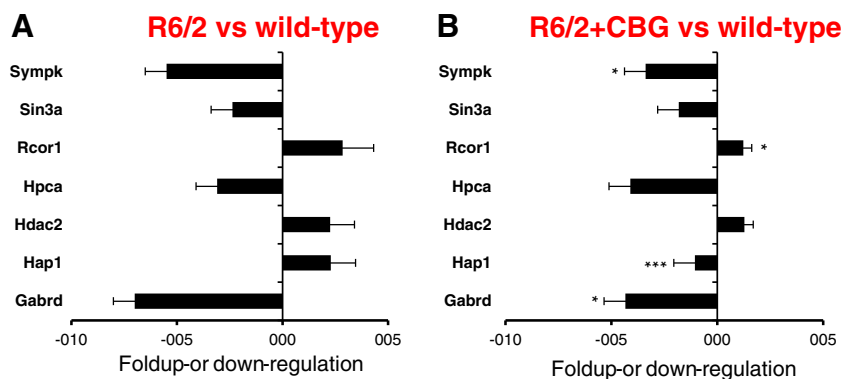 A
R6/2 vs wild-type
Sympk
Sin3a
Rcor1
Hpca
Hdac2
Hap1
Gabrd
-010
-005
000
005
Foldup-or down-regulation
B
R6/2+CBG vs wild-type
Sympk
*
Sin3a
Rcor1
*
Hpca
Hdac2
Hap1
***
Gabrd
*
-010
-005
000
005
Foldup-or down-regulation